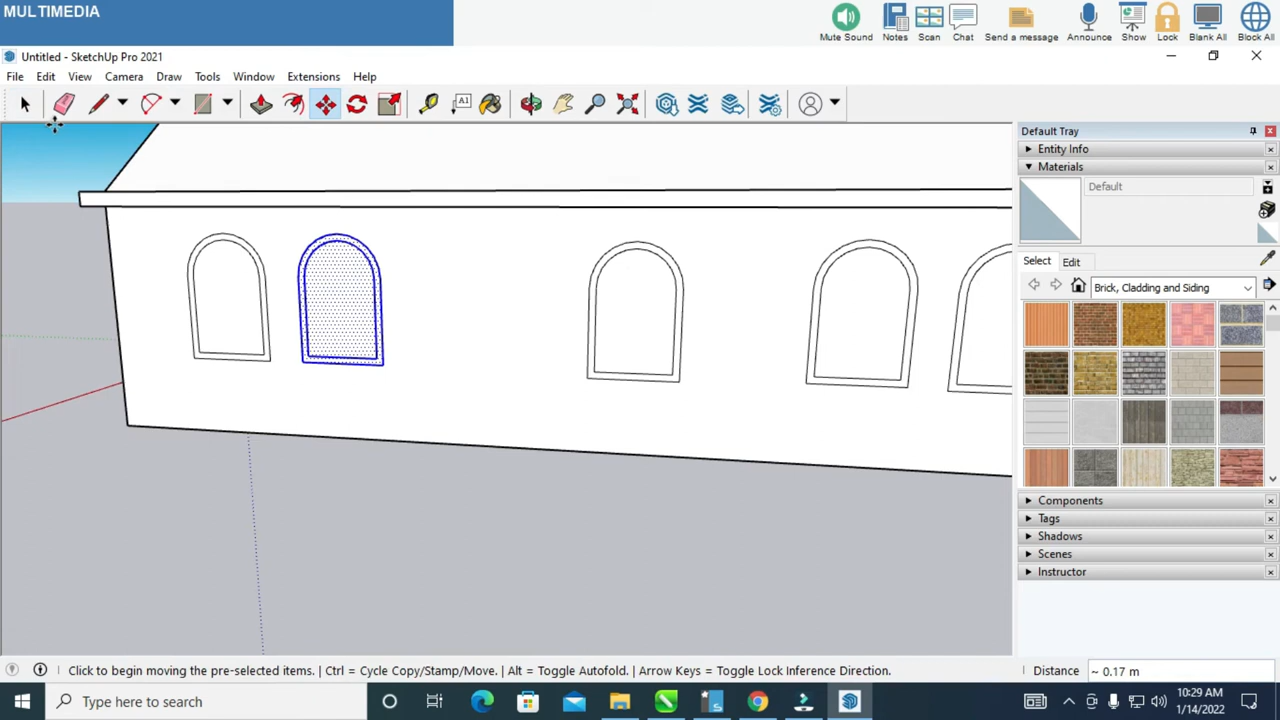 MULTIMEDIA
Mute Sound Notes Scan Chat Send a message Announce Show Lock Blank All Block All
Untitled - SketchUp Pro 2021
File Edit View Camera Draw Tools Window Extensions Help
A1
Default Tray
Entity Info
Materials
Default
Select Edit
Brick, Cladding and Siding
Components
Tags
Shadows
Scenes
Instructor
Click to begin moving the pre-selected items. | Ctrl = Cycle Copy/Stamp/Move. | Alt = Toggle Autofold. | Arrow Keys = Toggle Lock Inference Direction. Distance ~ 0.17 m
Type here to search
10:29 AM
1/14/2022